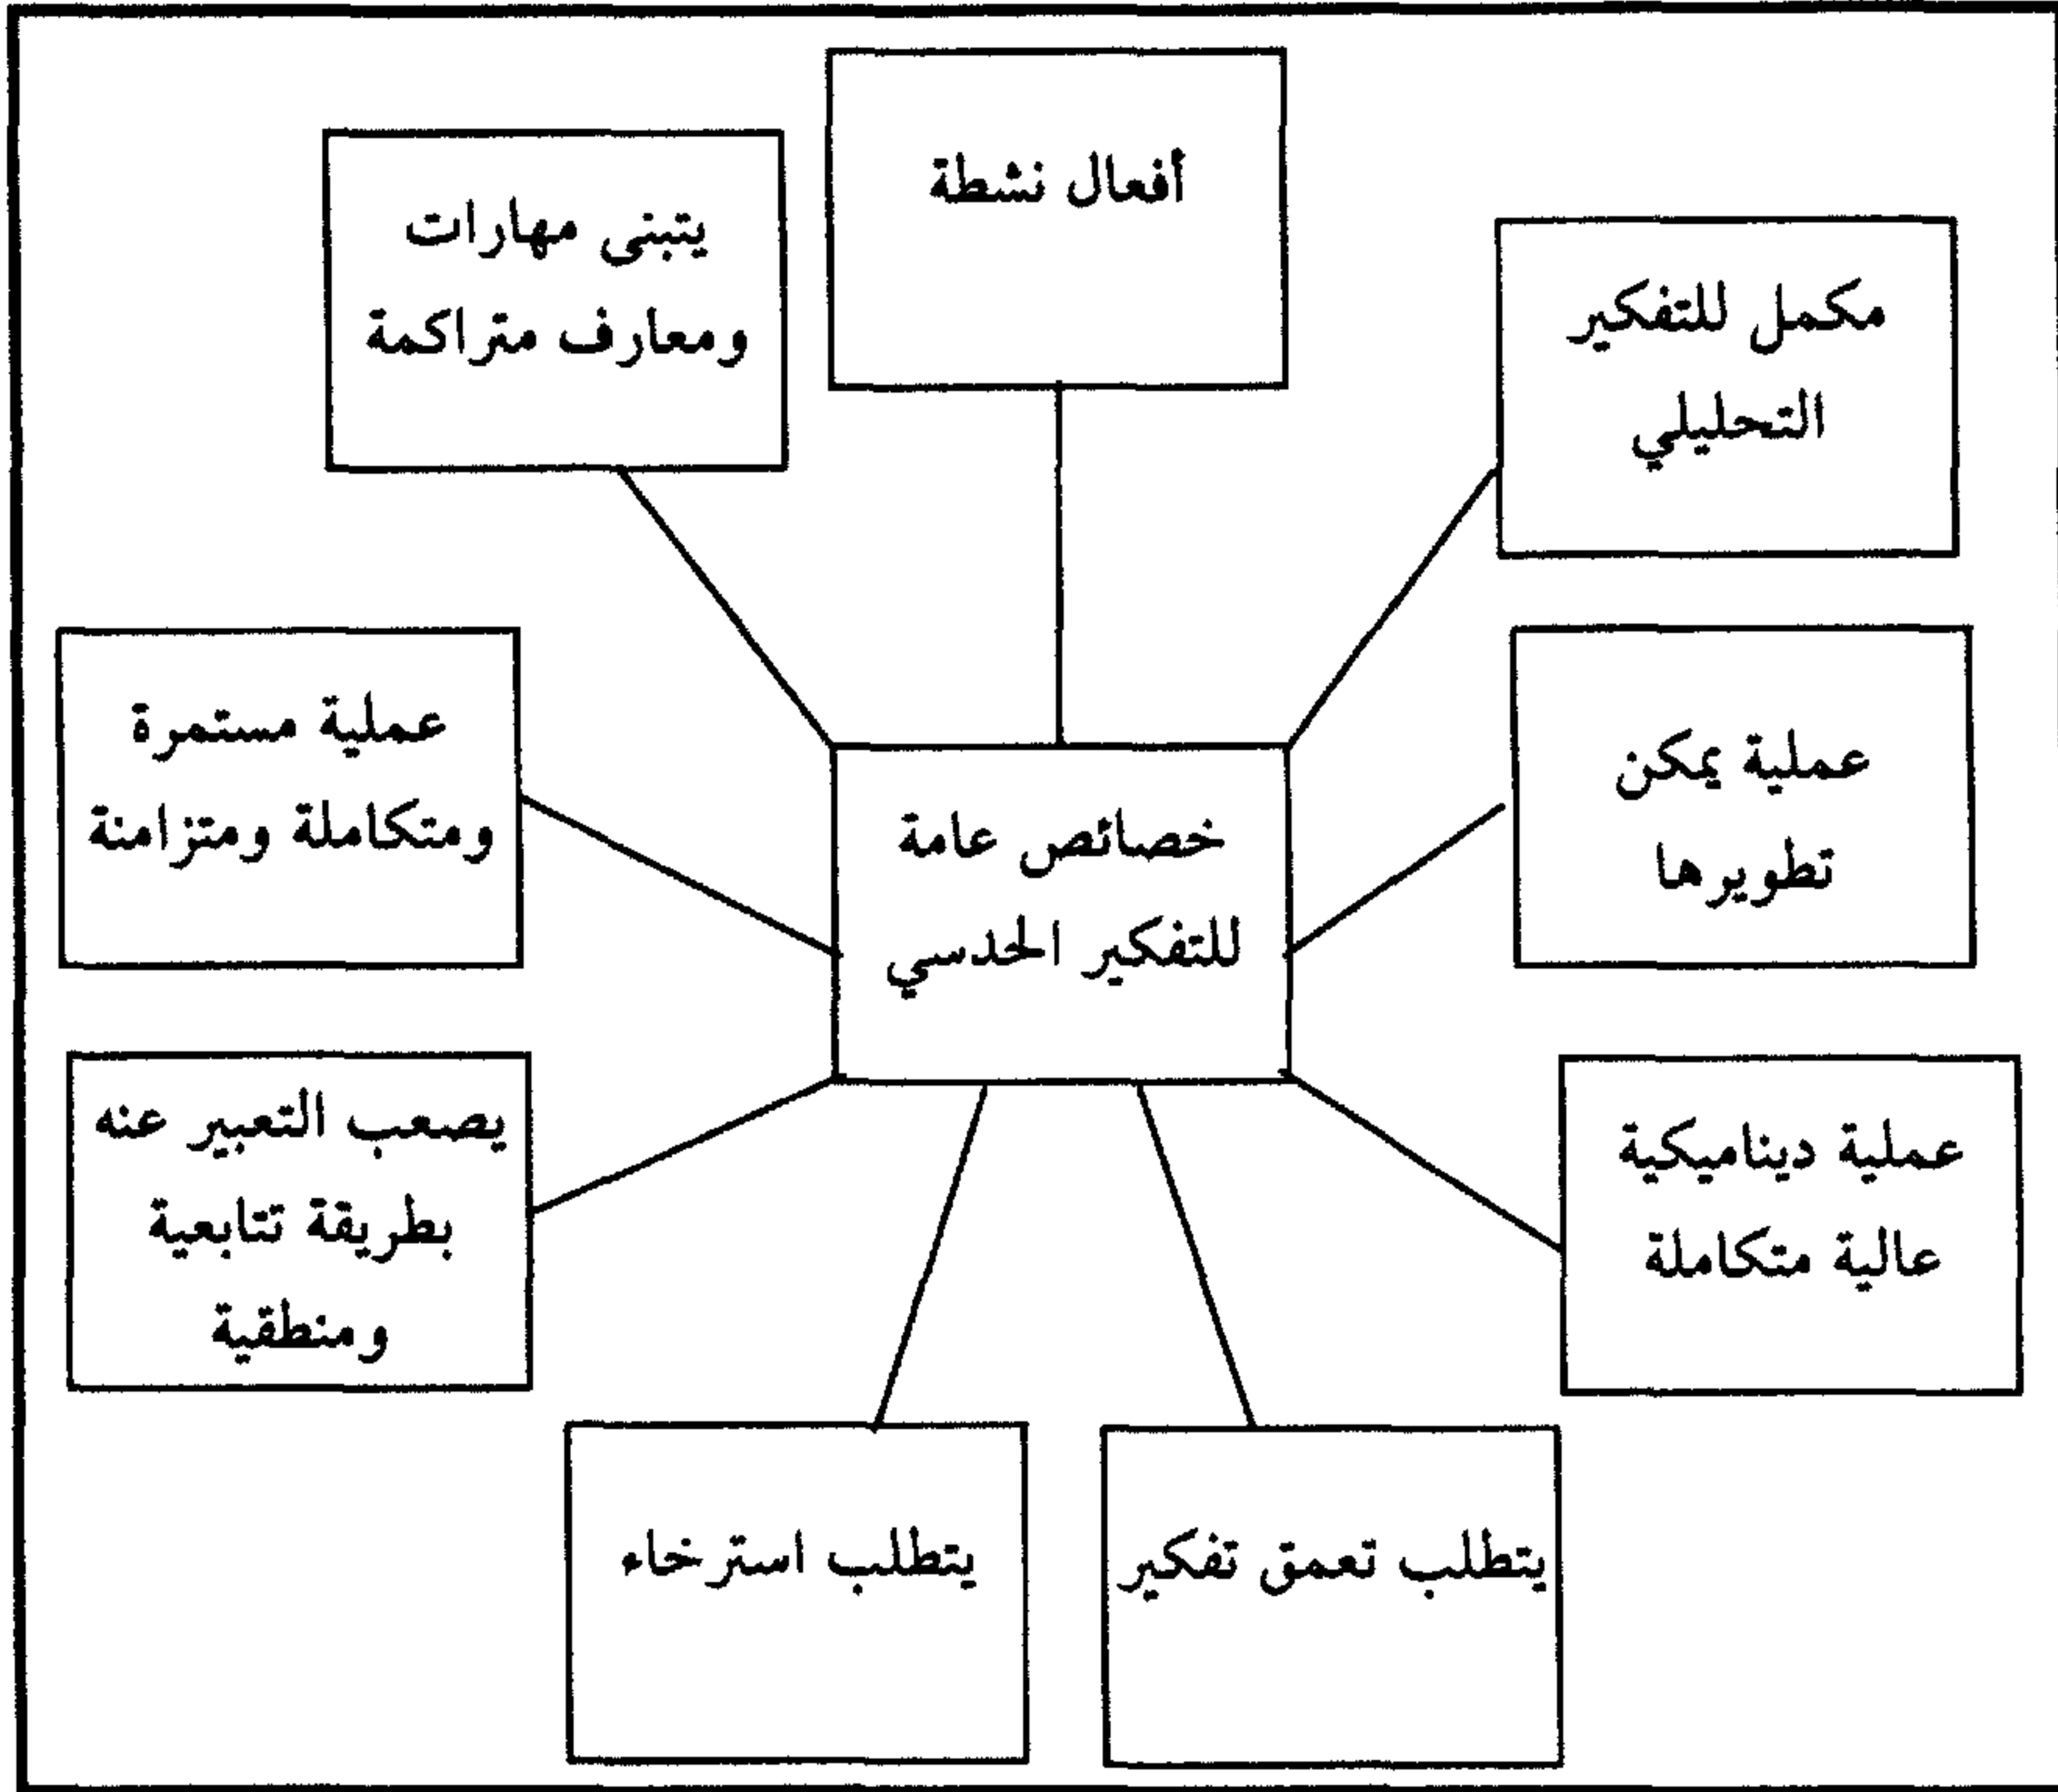 أفعال نشطة
يتبنى مهارات
ومعارف متراكمة
مكمل للتفكير
التحليلي
عملية مستمرة
ومتكاملة ومتزامنة
عملية يمكن
تطويرها
خصائص عامة
للتفكير الحدسي
يصعب التعبير عنه
بطريقة تتابعية
ومنطقية
عملية ديناميكية
عالية متكاملة
يتطلب استرخاء
يتطلب تعمق تفكير